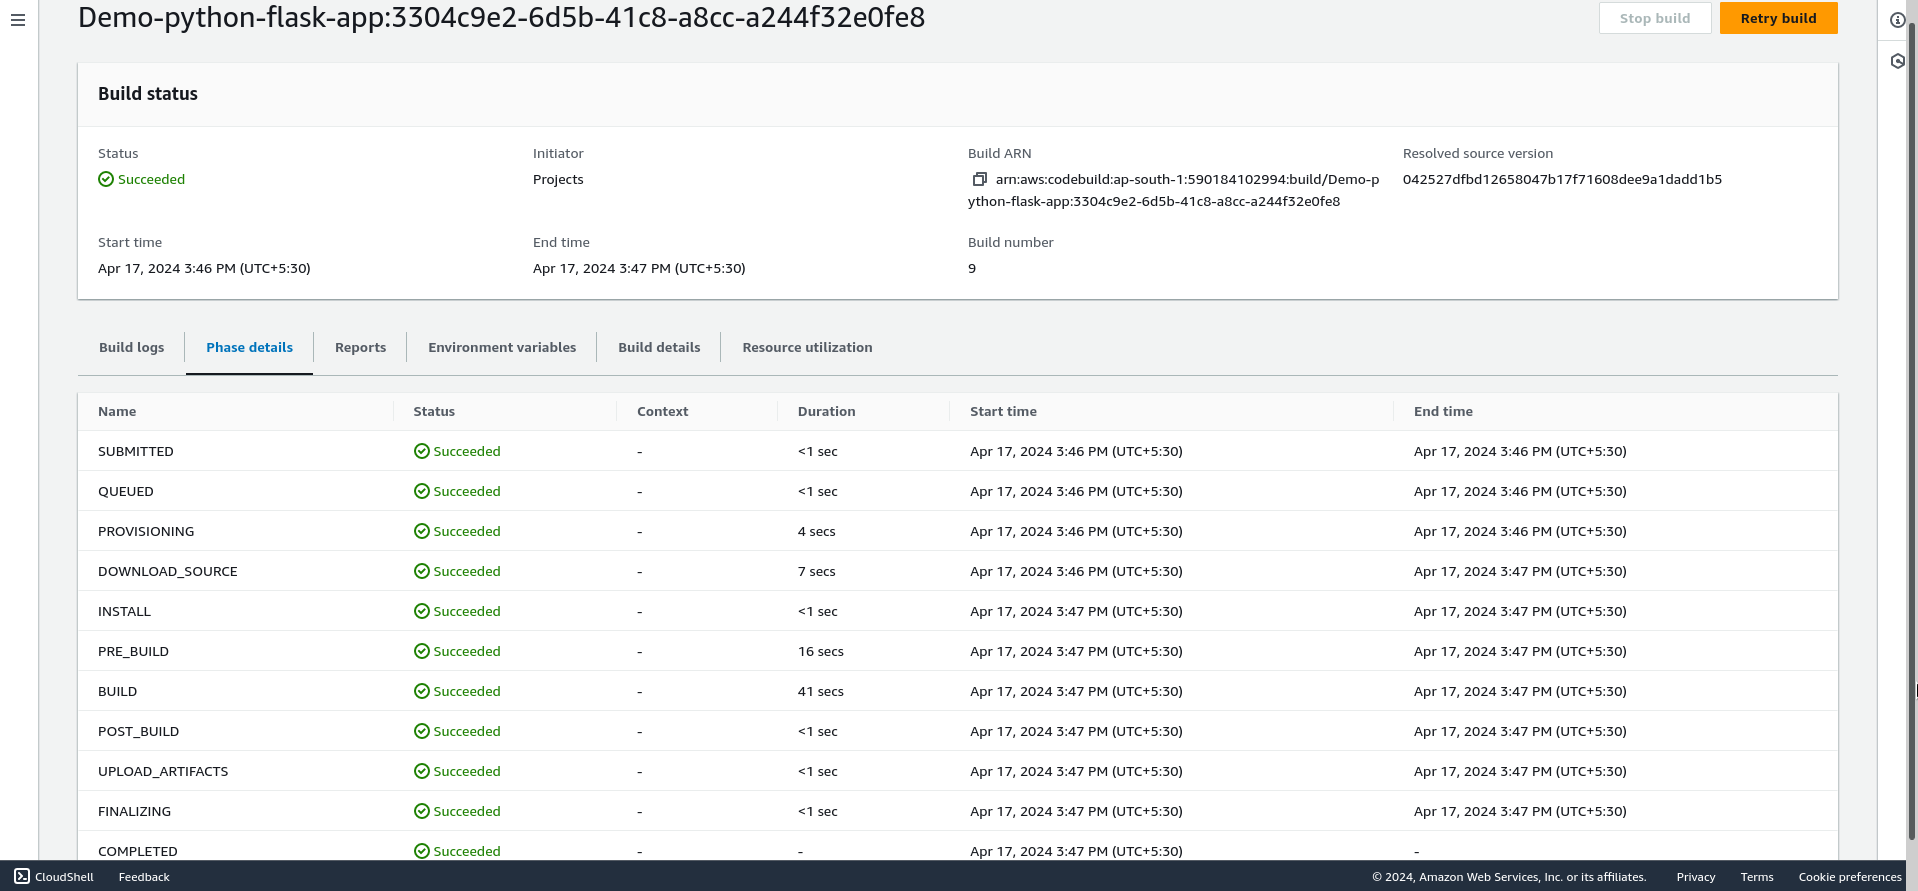 Demo-python-flask-app:3304c9e2-6d5b-41c8-a8cc-a244f32e0fe8
Stop build
Retry build
Build status
Status
Initiator
Build ARN
Resolved source version
Succeeded
Projects
arn:aws:codebuild:ap-south-1:590184102994:build/Demo-p
ython-flask-app:3304c9e2-6d5b-41c8-a8cc-a244f32e0fe8
042527dfbd12658047b17f71608dee9a1dadd1b5
Start time
End time
Build number
Apr 17, 2024 3:46 PM (UTC+5:30)
Apr 17, 2024 3:47 PM (UTC+5:30)
9
Build logs
Phase details
Reports
Environment variables
Build details
Resource utilization
Name Status Context Duration Start time End time
SUBMITTED Succeeded - <1 sec Apr 17, 2024 3:46 PM (UTC+5:30) Apr 17, 2024 3:46 PM (UTC+5:30)
QUEUED Succeeded - <1 sec Apr 17, 2024 3:46 PM (UTC+5:30) Apr 17, 2024 3:46 PM (UTC+5:30)
PROVISIONING Succeeded - 4 secs Apr 17, 2024 3:46 PM (UTC+5:30) Apr 17, 2024 3:46 PM (UTC+5:30)
DOWNLOAD_SOURCE Succeeded - 7 secs Apr 17, 2024 3:46 PM (UTC+5:30) Apr 17, 2024 3:47 PM (UTC+5:30)
INSTALL Succeeded - <1 sec Apr 17, 2024 3:47 PM (UTC+5:30) Apr 17, 2024 3:47 PM (UTC+5:30)
PRE_BUILD Succeeded - 16 secs Apr 17, 2024 3:47 PM (UTC+5:30) Apr 17, 2024 3:47 PM (UTC+5:30)
BUILD Succeeded - 41 secs Apr 17, 2024 3:47 PM (UTC+5:30) Apr 17, 2024 3:47 PM (UTC+5:30)
POST_BUILD Succeeded - <1 sec Apr 17, 2024 3:47 PM (UTC+5:30) Apr 17, 2024 3:47 PM (UTC+5:30)
UPLOAD_ARTIFACTS Succeeded - <1 sec Apr 17, 2024 3:47 PM (UTC+5:30) Apr 17, 2024 3:47 PM (UTC+5:30)
FINALIZING Succeeded - <1 sec Apr 17, 2024 3:47 PM (UTC+5:30) Apr 17, 2024 3:47 PM (UTC+5:30)
COMPLETED Succeeded - - Apr 17, 2024 3:47 PM (UTC+5:30) -
CloudShell Feedback © 2024, Amazon Web Services, Inc. or its affiliates. Privacy Terms Cookie preferences